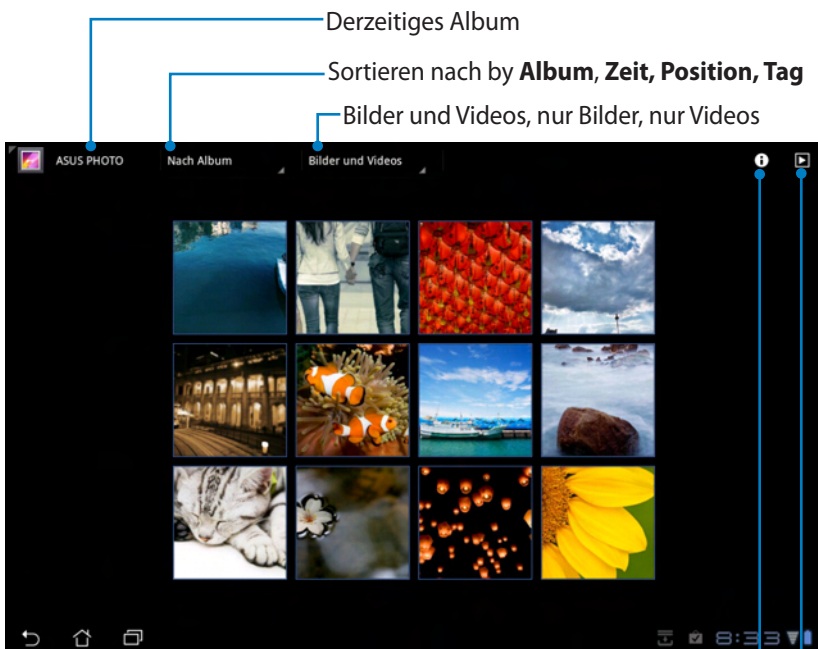 Derzeitiges Album
Sortieren nach by Album, Zeit, Position, Tag
Bilder und Videos, nur Bilder, nur Videos
ASUS PHOTO Nach Album Bilder und Videos
8:33